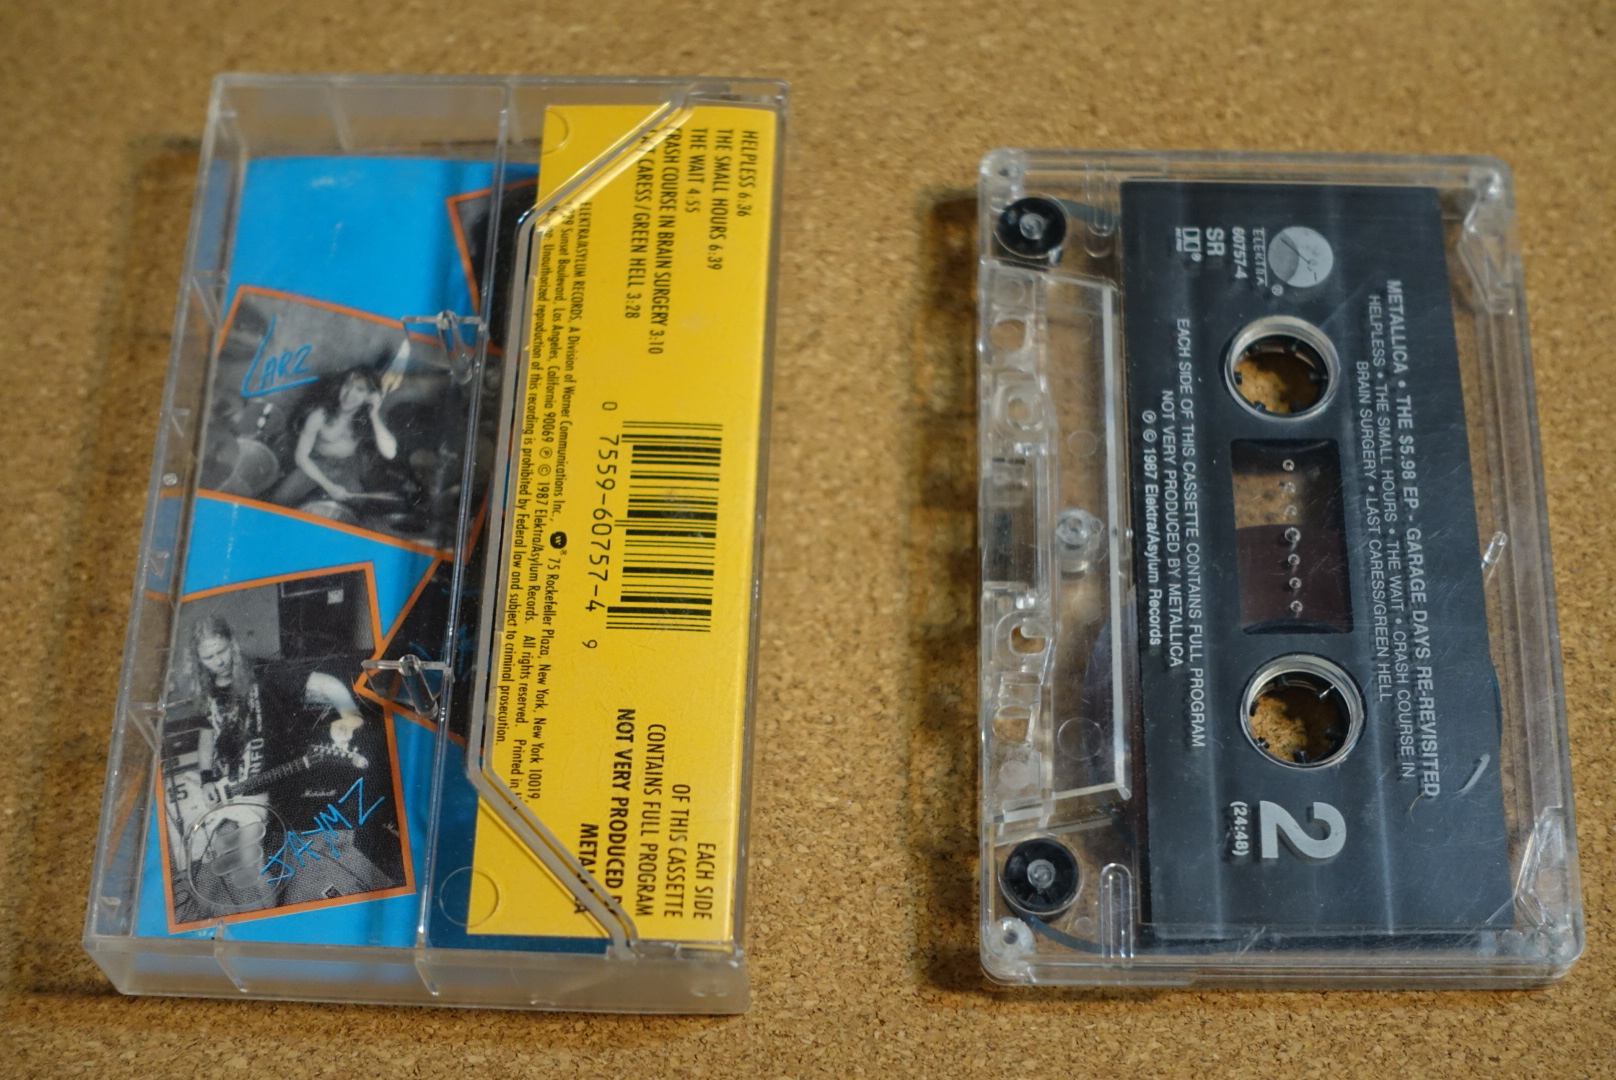 HELPLESS 6:36
THE SMALL HOURS 6:39
THE WAIT 4:55
CRASH COURSE IN BRAIN SURGERY 3:10
CARESS/GREEN HELL 3:28
0 7559-60757-4 9
EACH SIDE
OF THIS CASSETTE
CONTAINS FULL PROGRAM
NOT VERY PRODUCED
ELEKTRA/ASYLUM RECORDS, A Division of Warner Communications Inc., ® 75 Rockefeller Plaza, New York, New York 10019,
Sunset Boulevard, Los Angeles, California 90069 ℗ © 1987 Elektra/Asylum Records. All rights reserved. Printed in
Unauthorized reproduction of this recording is prohibited by Federal law and subject to criminal prosecution.
LARZ
JAYMZ
METALLICA • THE $5.98 EP - GARAGE DAYS RE-REVISITED
HELPLESS • THE SMALL HOURS • THE WAIT • CRASH COURSE IN
BRAIN SURGERY • LAST CARESS/GREEN HELL
ELEKTRA ®
60757-4
SR
2
(24:48)
EACH SIDE OF THIS CASSETTE CONTAINS FULL PROGRAM
NOT VERY PRODUCED BY METALLICA
℗ © 1987 Elektra/Asylum Records